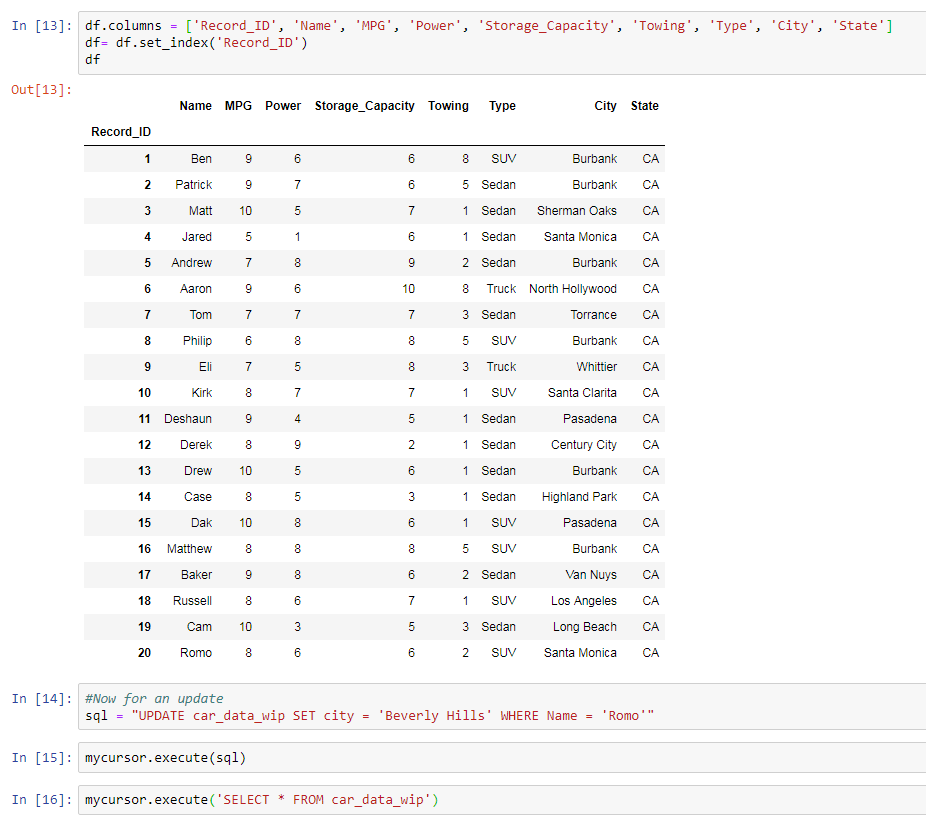 In [13]: df.columns = ['Record_ID', 'Name', 'MPG', 'Power', 'Storage_Capacity', 'Towing', 'Type', 'City', 'State']
df= df.set_index('Record_ID')
df
Out[13]:
Name MPG Power Storage_Capacity Towing Type City State
Record_ID
1 Ben 9 6 6 8 SUV Burbank CA
2 Patrick 9 7 6 5 Sedan Burbank CA
3 Matt 10 5 7 1 Sedan Sherman Oaks CA
4 Jared 5 1 6 1 Sedan Santa Monica CA
5 Andrew 7 8 9 2 Sedan Burbank CA
6 Aaron 9 6 10 8 Truck North Hollywood CA
7 Tom 7 7 7 3 Sedan Torrance CA
8 Philip 6 8 8 5 SUV Burbank CA
9 Eli 7 5 8 3 Truck Whittier CA
10 Kirk 8 7 7 1 SUV Santa Clarita CA
11 Deshaun 9 4 5 1 Sedan Pasadena CA
12 Derek 8 9 2 1 Sedan Century City CA
13 Drew 10 5 6 1 Sedan Burbank CA
14 Case 8 5 3 1 Sedan Highland Park CA
15 Dak 10 8 6 1 SUV Pasadena CA
16 Matthew 8 8 8 5 SUV Burbank CA
17 Baker 9 8 6 2 Sedan Van Nuys CA
18 Russell 8 6 7 1 SUV Los Angeles CA
19 Cam 10 3 5 3 Sedan Long Beach CA
20 Romo 8 6 6 2 SUV Santa Monica CA
In [14]: #Now for an update
sql = "UPDATE car_data_wip SET city = 'Beverly Hills' WHERE Name = 'Romo'"
In [15]: mycursor.execute(sql)
In [16]: mycursor.execute('SELECT * FROM car_data_wip')